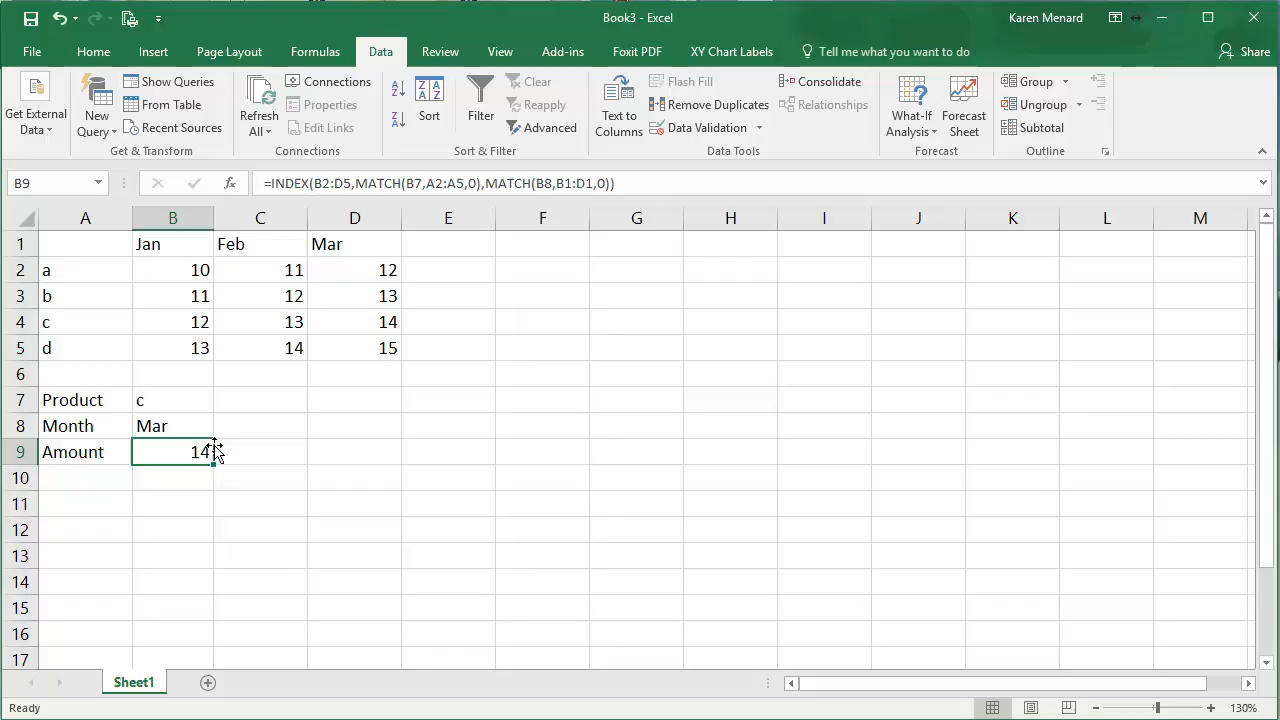 Book3 - Excel
Karen Menard
File Home Insert Page Layout Formulas Data Review View Add-ins Foxit PDF XY Chart Labels Tell me what you want to do Share
Get External
Data
New
Query
Show Queries
From Table
Recent Sources
Get & Transform
Refresh
All
Connections
Properties
Edit Links
Connections
Sort
Filter
Clear
Reapply
Advanced
Sort & Filter
Text to
Columns
Flash Fill
Remove Duplicates
Data Validation
Consolidate
Relationships
Data Tools
What-If
Analysis
Forecast
Sheet
Forecast
Group
Ungroup
Subtotal
Outline
B9 fx =INDEX(B2:D5,MATCH(B7,A2:A5,0),MATCH(B8,B1:D1,0))
A B C D E F G H I J K L M
1 Jan Feb Mar
2 a 10 11 12
3 b 11 12 13
4 c 12 13 14
5 d 13 14 15
6
7 Product c
8 Month Mar
9 Amount 14
10
11
12
13
14
15
16
17
Sheet1
Ready 130%